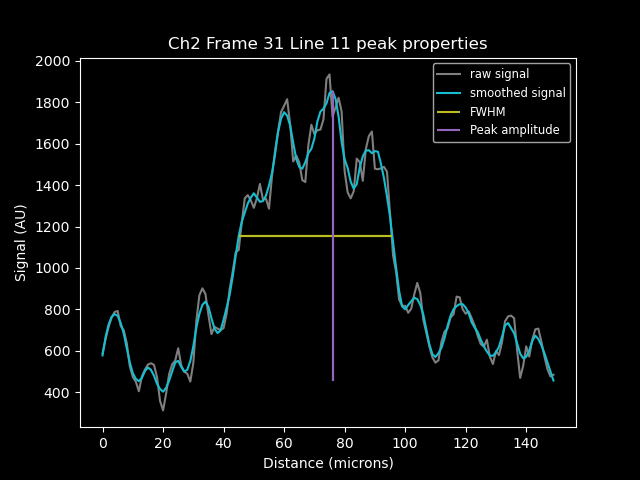 Ch2 Frame 31 Line 11 peak properties
raw signal
smoothed signal
FWHM
Peak amplitude
Signal (AU)
2000
1800
1600
1400
1200
1000
800
600
400
0 20 40 60 80 100 120 140
Distance (microns)